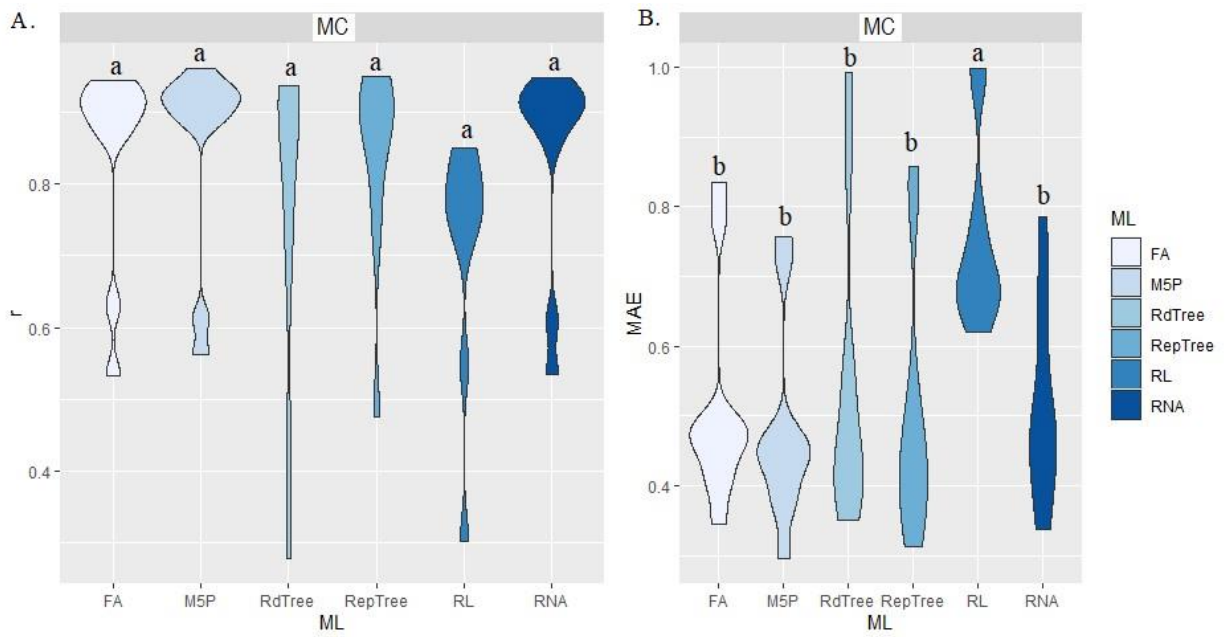 A.
MC
a a a a a a
0.8
0.6
0.4
r
FA M5P RdTree RepTree RL RNA
ML
B.
MC
b b b b a b
1.0
0.8
0.6
0.4
MAE
FA M5P RdTree RepTree RL RNA
ML
ML
FA
M5P
RdTree
RepTree
RL
RNA